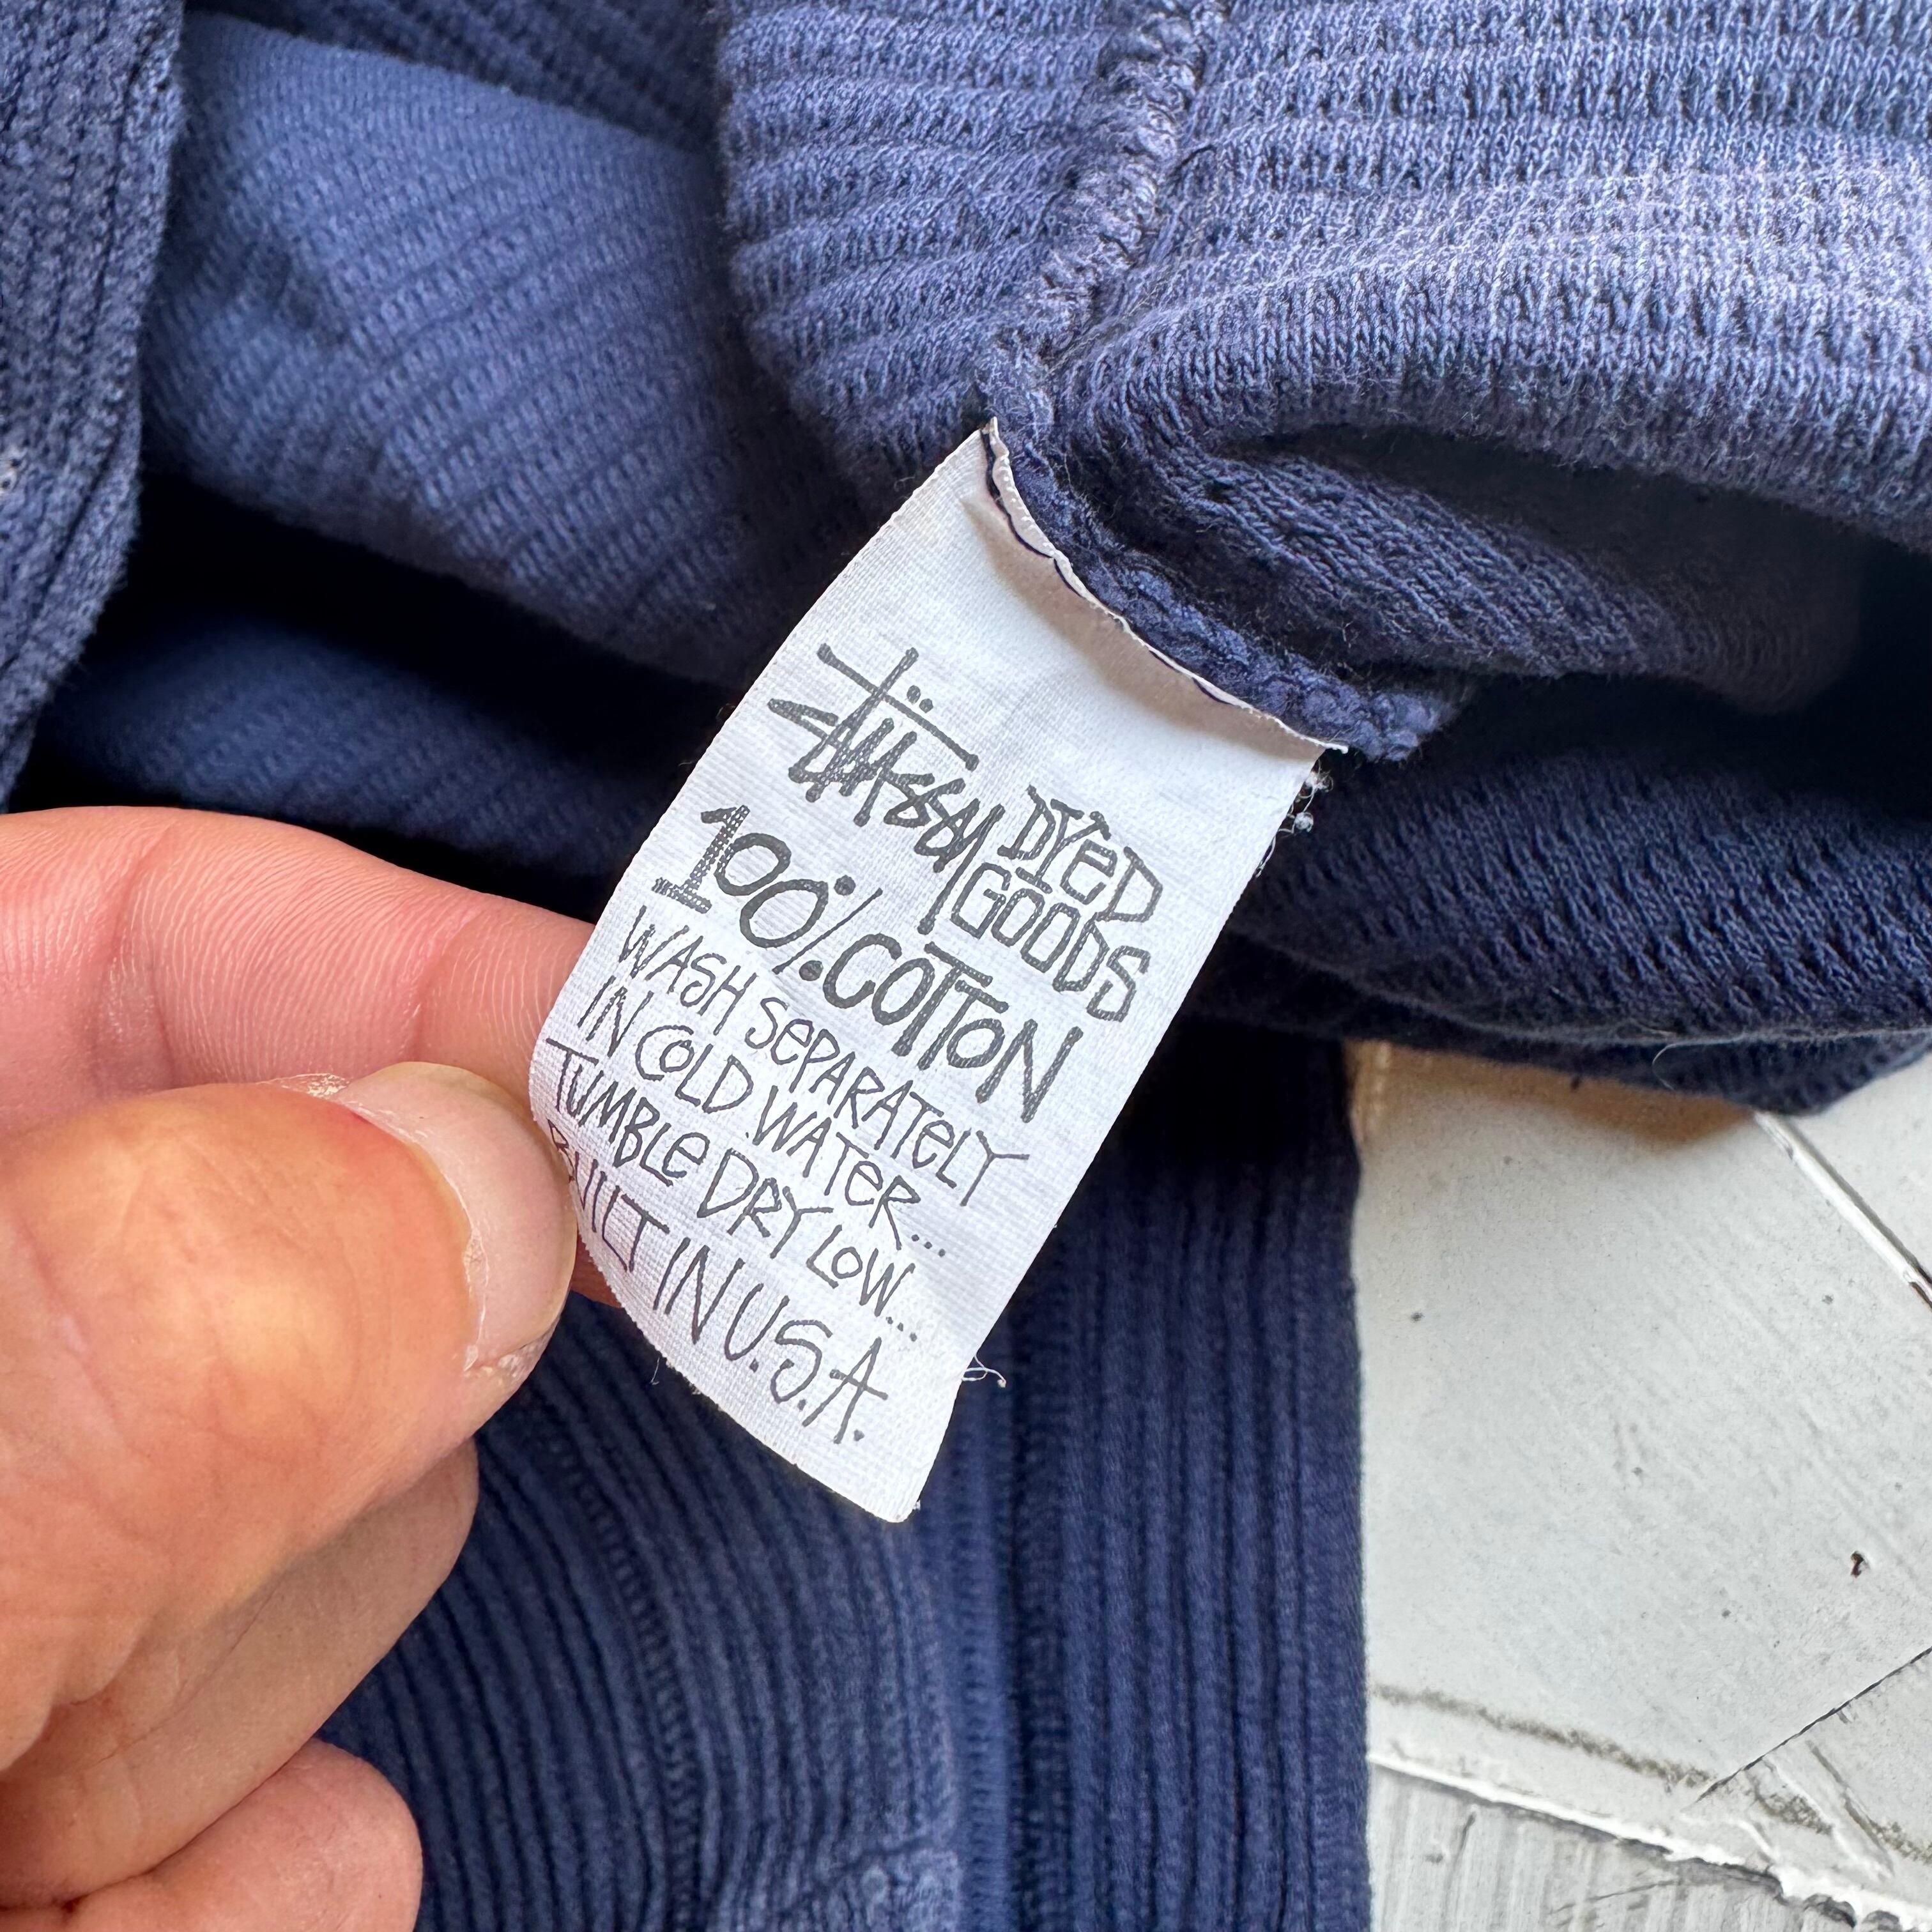 Stüssy DYED GOODS
100% COTTON
WASH SEPARATELY
IN COLD WATER...
TUMBLE DRY LOW...
BUILT IN U.S.A.